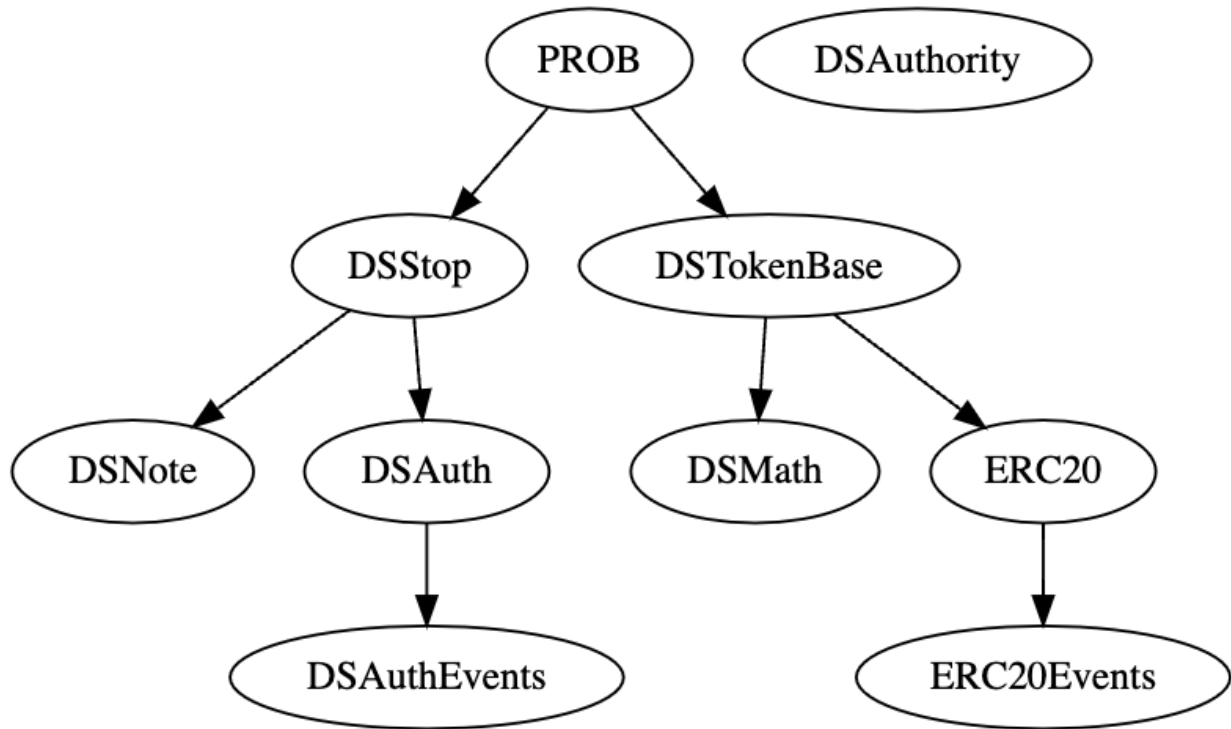 PROB
DSAuthority
DSStop
DSTokenBase
DSNote
DSAuth
DSMath
ERC20
DSAuthEvents
ERC20Events